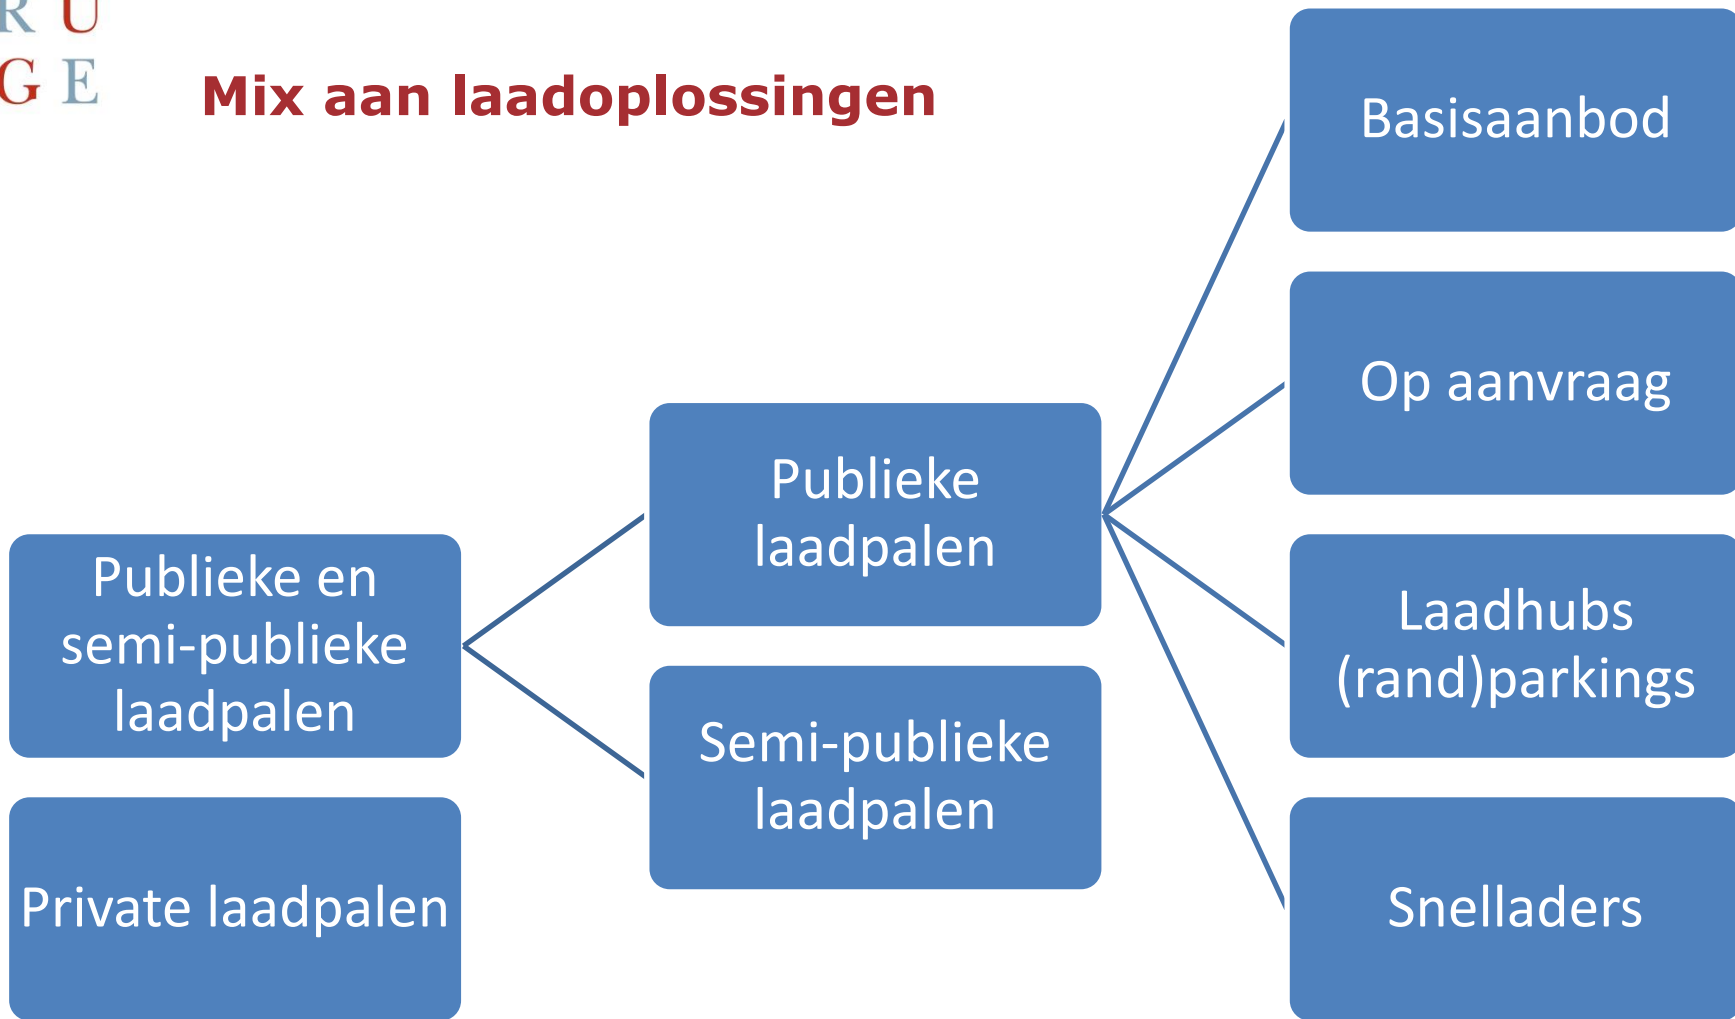 R U
G E
Mix aan laadoplossingen
Publieke en
semi-publieke
laadpalen
Private laadpalen
Publieke
laadpalen
Semi-publieke
laadpalen
Basisaanbod
Op aanvraag
Laadhubs
(rand)parkings
Snelladers